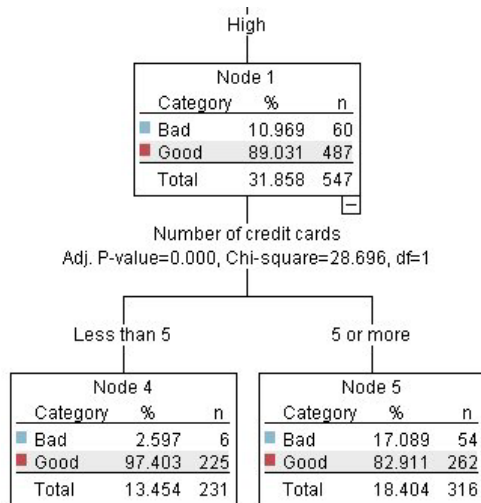 High
Node 1
Category % n
Bad 10.969 60
Good 89.031 487
Total 31.858 547
Number of credit cards
Adj. P-value=0.000, Chi-square=28.696, df=1
Less than 5
5 or more
Node 4
Category % n
Bad 2.597 6
Good 97.403 225
Total 13.454 231
Node 5
Category % n
Bad 17.089 54
Good 82.911 262
Total 18.404 316